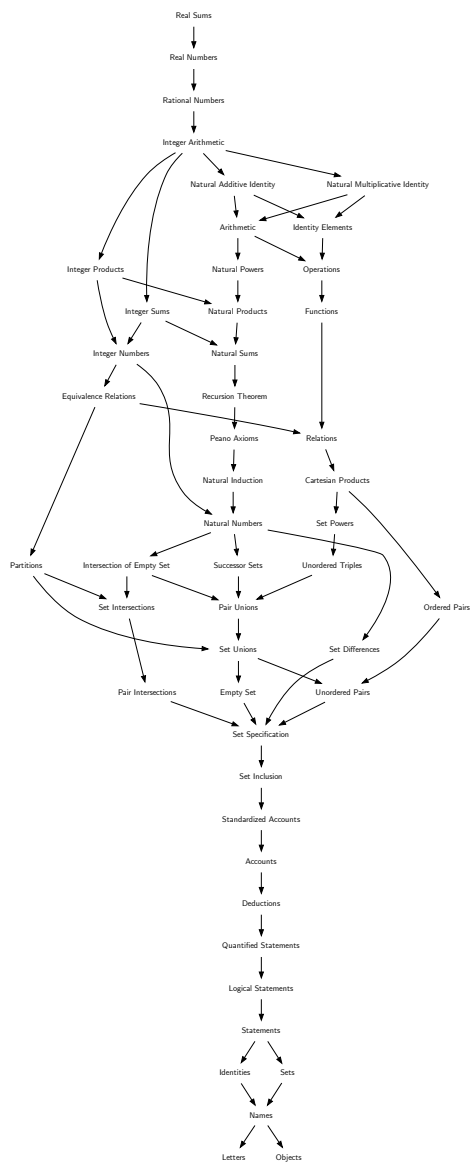 Real Sums
Real Numbers
Rational Numbers
Integer Arithmetic
Natural Additive Identity Natural Multiplicative Identity
Arithmetic Identity Elements
Integer Products Natural Powers Operations
Integer Sums Natural Products Functions
Integer Numbers Natural Sums
Equivalence Relations Recursion Theorem
Peano Axioms Relations
Natural Induction Cartesian Products
Natural Numbers Set Powers
Partitions Intersection of Empty Set Successor Sets Unordered Triples
Set Intersections Pair Unions Ordered Pairs
Set Unions Set Differences
Pair Intersections Empty Set Unordered Pairs
Set Specification
Set Inclusion
Standardized Accounts
Accounts
Deductions
Quantified Statements
Logical Statements
Statements
Identities Sets
Names
Letters Objects